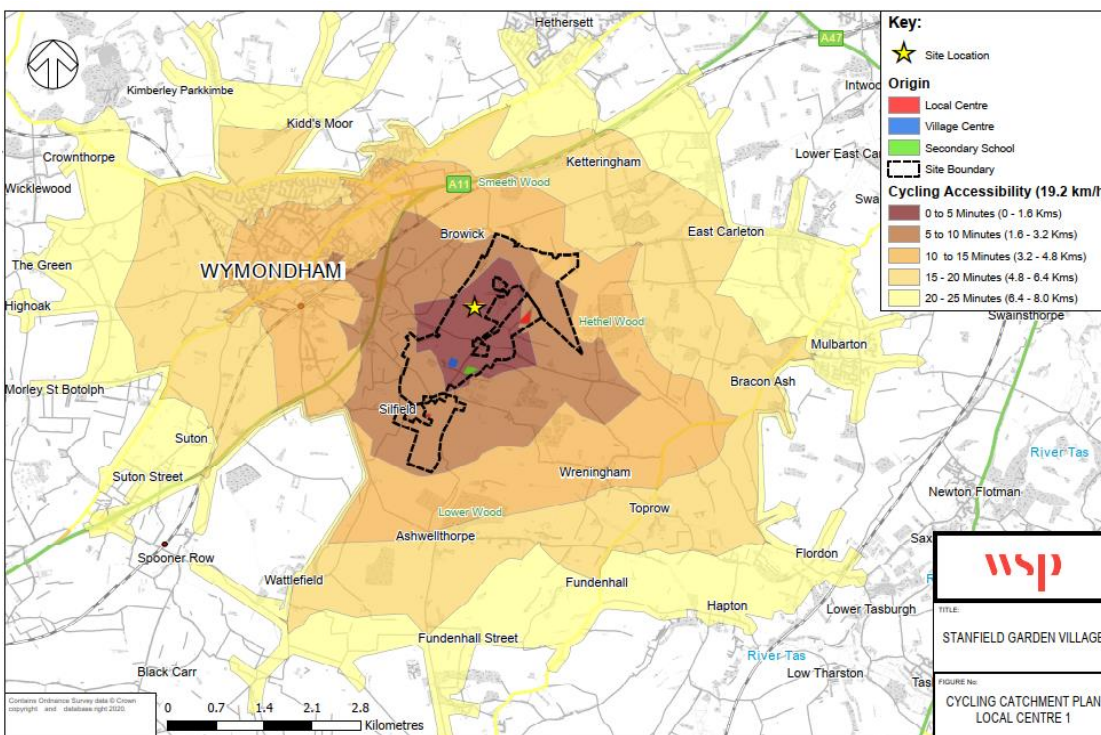 Hethersett
A47
Kimberley Parkkimbe
Kidd's Moor
Crownthorpe
Ketteringham
Lower East Car
Wicklewood
A11
Smeeth Wood
Browick
East Carleton
The Green
WYMONDHAM
Highoak
Hethel Wood
Swainsthorpe
Mulbarton
Morley St Botolph
Bracon Ash
Silfield
Suton
River Tas
Suton Street
Wreningham
Newton Flotman
Lower Wood
Toprow
Ashwellthorpe
Spooner Row
Flordon
Wattlefield
Fundenhall
Hapton
Lower Tasburgh
Fundenhall Street
River Tas
Black Carr
Low Tharston
Key:
Site Location
Origin
Local Centre
Village Centre
Secondary School
Site Boundary
Cycling Accessibility (19.2 km/h
0 to 5 Minutes (0 - 1.6 Kms)
5 to 10 Minutes (1.6 - 3.2 Kms)
10 to 15 Minutes (3.2 - 4.8 Kms)
15 - 20 Minutes (4.8 - 6.4 Kms)
20 - 25 Minutes (6.4 - 8.0 Kms)
Contains Ordnance Survey data © Crown
copyright and database right 2020
0 0.7 1.4 2.1 2.8
Kilometres
wsp
TITLE:
STANFIELD GARDEN VILLAGE
FIGURE No:
CYCLING CATCHMENT PLAN
LOCAL CENTRE 1